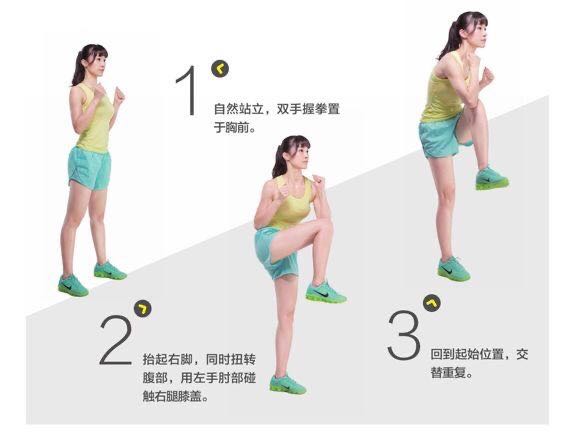 1
自然站立，双手握拳置
于胸前。
2
抬起右脚，同时扭转
腹部，用左手肘部碰
触右腿膝盖。
3
回到起始位置，交
替重复。